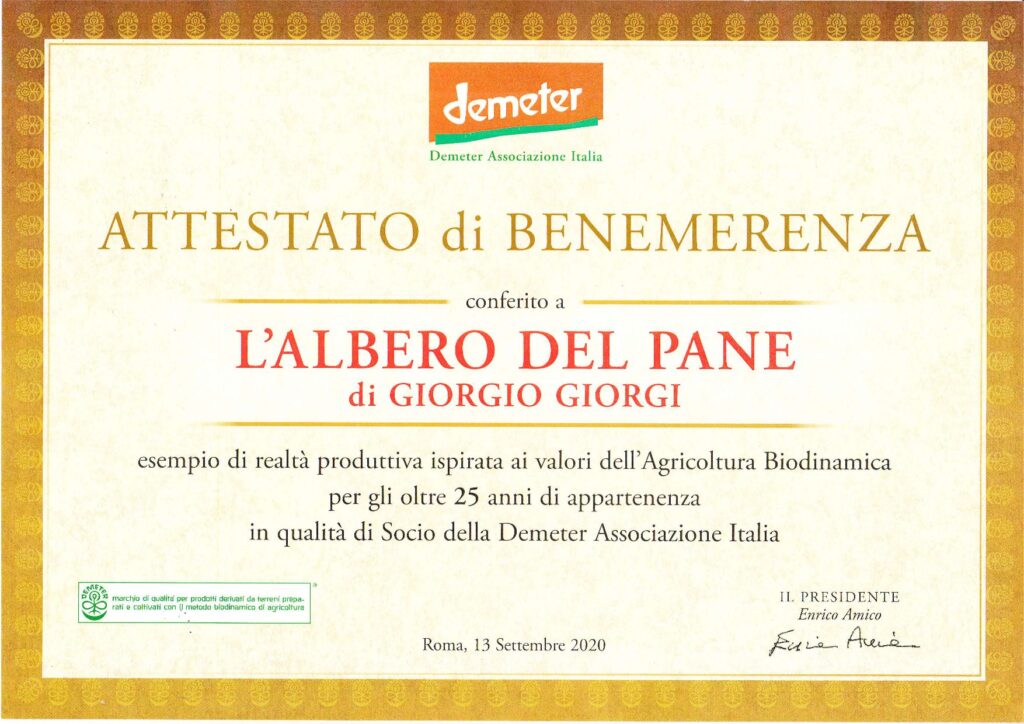 demeter
Demeter Associazione Italia
ATTESTATO di BENEMERENZA
conferito a
L'ALBERO DEL PANE
di GIORGIO GIORGI
esempio di realtà produttiva ispirata ai valori dell'Agricoltura Biodinamica
per gli oltre 25 anni di appartenenza
in qualità di Socio della Demeter Associazione Italia
DEMETER
marchio di qualita' per prodotti derivati da terreni prepa-
rati e coltivati con il metodo biodinamico di agricoltura
®
IL PRESIDENTE
Enrico Amico
Roma, 13 Settembre 2020